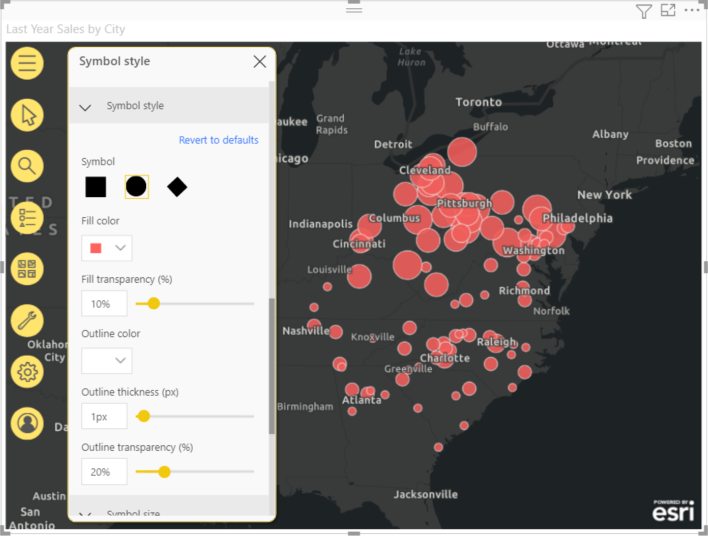 Last Year Sales by City
Symbol style
Symbol style
Revert to defaults
Symbol
Fill color
Fill transparency (%)
10%
Outline color
Outline thickness (px)
1px
Outline transparency (%)
20%
Symbol size
Lake
Huron
Ottawa
Montreal
Toronto
Grand
Rapids
Buffalo
Albany
Boston
Detroit
Providence
Cleveland
New York
Pittsburgh
Indianapolis
Columbus
Philadelphia
Cincinnati
Washington
Louisville
Richmond
Norfolk
Nashville
Knoxville
Raleigh
Oklahoma
City
Charlotte
Greenville
Birmingham
Atlanta
Austin
San
Antonio
Jacksonville
POWERED BY
esri